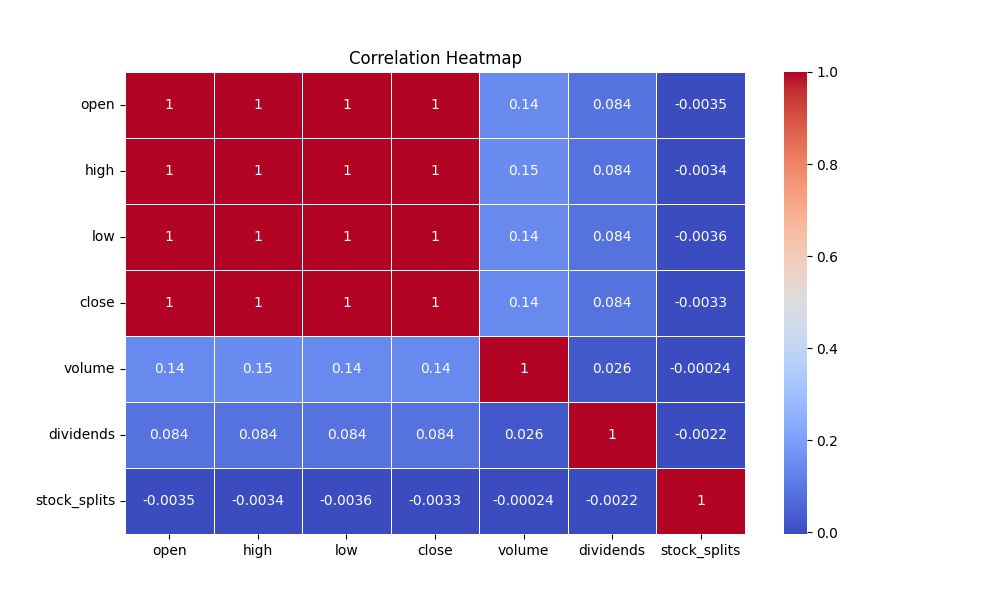 Correlation Heatmap
open 1 1 1 1 0.14 0.084 -0.0035
high 1 1 1 1 0.15 0.084 -0.0034
low 1 1 1 1 0.14 0.084 -0.0036
close 1 1 1 1 0.14 0.084 -0.0033
volume 0.14 0.15 0.14 0.14 1 0.026 -0.00024
dividends 0.084 0.084 0.084 0.084 0.026 1 -0.0022
stock_splits -0.0035 -0.0034 -0.0036 -0.0033 -0.00024 -0.0022 1
open high low close volume dividends stock_splits
1.0
0.8
0.6
0.4
0.2
0.0